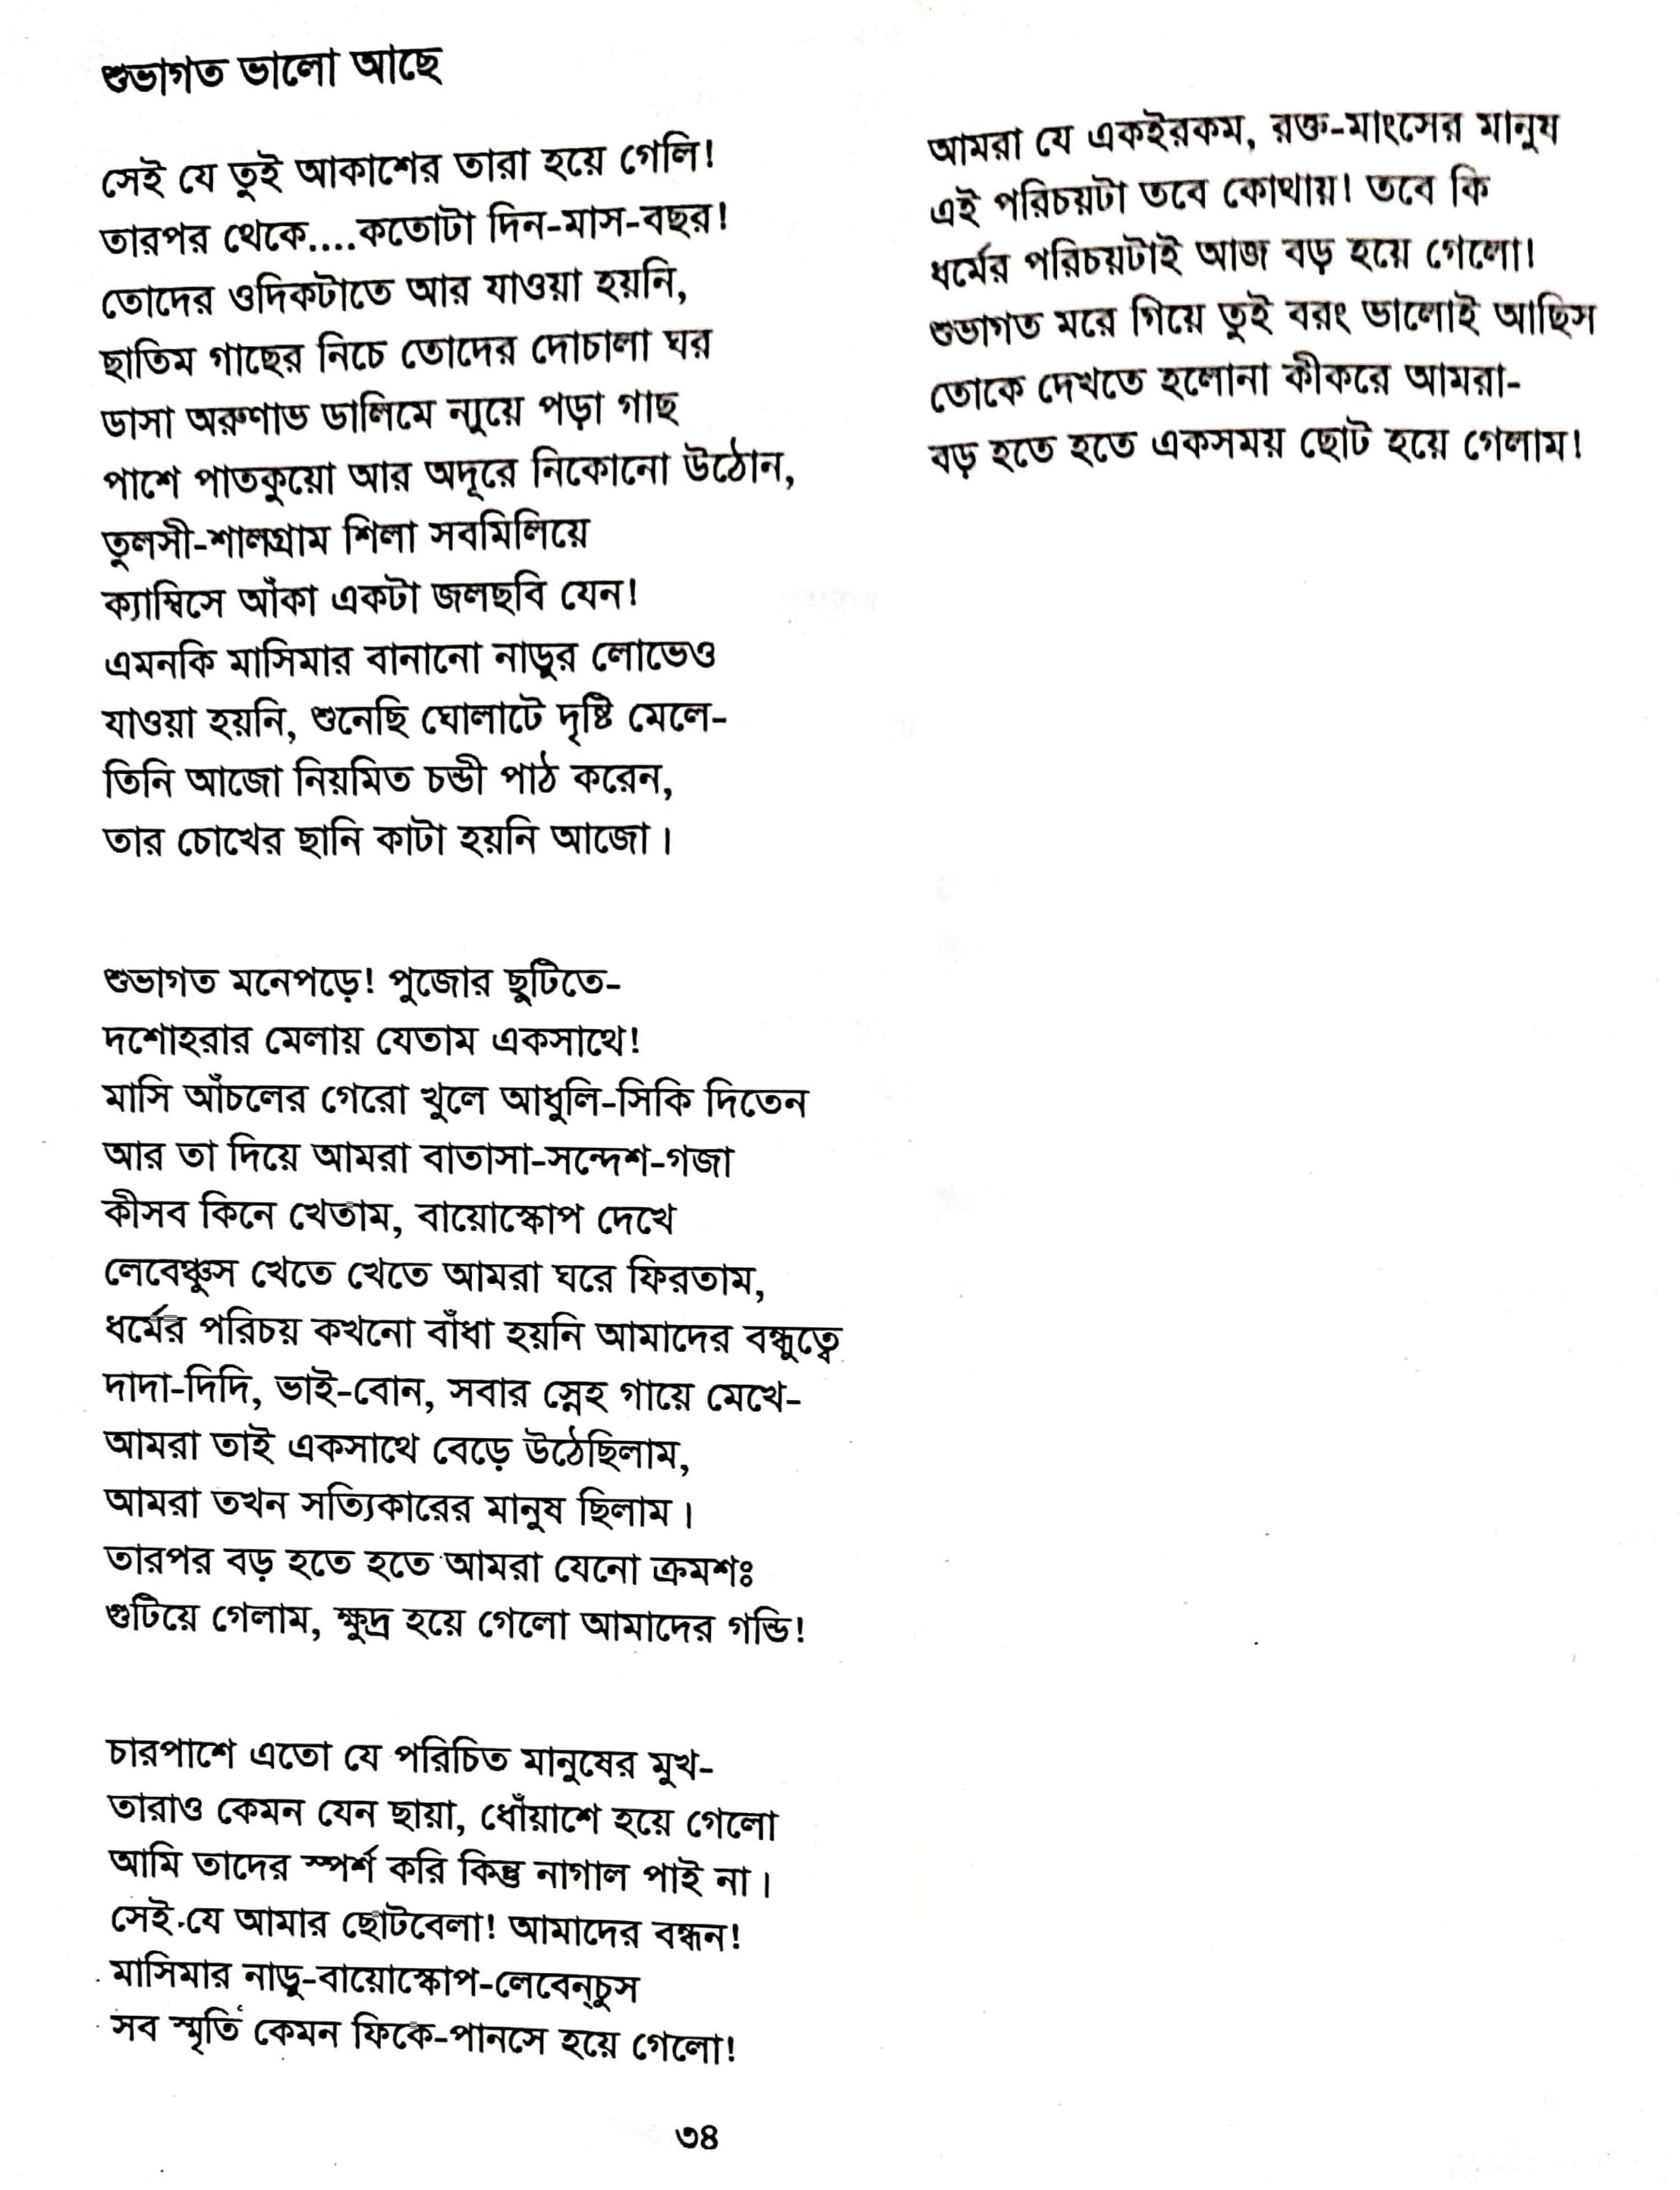 শুভাগত ভালো আছে
সেই যে তুই আকাশের তারা হয়ে গেলি!
তারপর থেকে....কতোটা দিন-মাস-বছর!
তোদের ওদিকটাতে আর যাওয়া হয়নি,
ছাতিম গাছের নিচে তোদের দোচালা ঘর
ডাসা অরুণাভ ডালিমে ন্যুয়ে পড়া গাছ
পাশে পাতকুয়ো আর অদূরে নিকোনো উঠোন,
তুলসী-শালগ্রাম শিলা সবমিলিয়ে
ক্যাম্বিসে আঁকা একটা জলছবি যেন!
এমনকি মাসিমার বানানো নাড়ুর লোভেও
যাওয়া হয়নি, শুনেছি ঘোলাটে দৃষ্টি মেলে-
তিনি আজো নিয়মিত চন্ডী পাঠ করেন,
তার চোখের ছানি কাটা হয়নি আজো।
শুভাগত মনেপড়ে! পুজোর ছুটিতে-
দশোহরার মেলায় যেতাম একসাথে!
মাসি আঁচলের গেরো খুলে আধুলি-সিকি দিতেন
আর তা দিয়ে আমরা বাতাসা-সন্দেশ-গজা
কীসব কিনে খেতাম, বায়োস্কোপ দেখে
লেবেঞ্চুস খেতে খেতে আমরা ঘরে ফিরতাম,
ধর্মের পরিচয় কখনো বাঁধা হয়নি আমাদের বন্ধুত্বে
দাদা-দিদি, ভাই-বোন, সবার স্নেহ গায়ে মেখে-
আমরা তাই একসাথে বেড়ে উঠেছিলাম,
আমরা তখন সত্যিকারের মানুষ ছিলাম।
তারপর বড় হতে হতে আমরা যেনো ক্রমশঃ
গুটিয়ে গেলাম, ক্ষুদ্র হয়ে গেলো আমাদের গন্ডি!
চারপাশে এতো যে পরিচিত মানুষের মুখ-
তারাও কেমন যেন ছায়া, ধোঁয়াশে হয়ে গেলো
আমি তাদের স্পর্শ করি কিন্তু নাগাল পাই না।
সেই যে আমার ছোটবেলা! আমাদের বন্ধন!
মাসিমার নাড়ু-বায়োস্কোপ-লেবেন্‌চুস
সব স্মৃতি কেমন ফিকে-পানসে হয়ে গেলো!
আমরা যে একইরকম, রক্ত-মাংসের মানুষ
এই পরিচয়টা তবে কোথায়। তবে কি
ধর্মের পরিচয়টাই আজ বড় হয়ে গেলো।
শুভাগত মরে গিয়ে তুই বরং ভালোই আছিস
তোকে দেখতে হলোনা কীকরে আমরা-
বড় হতে হতে একসময় ছোট হয়ে গেলাম!
৩৪